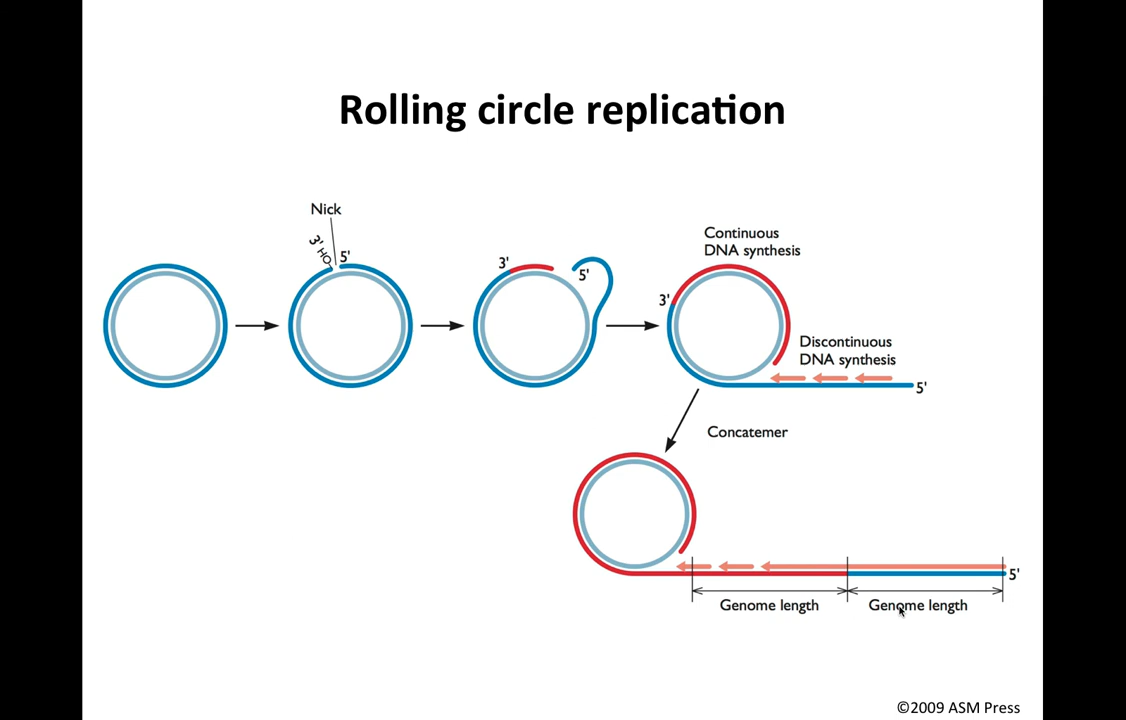 Rolling circle replication
Nick
3' HO
5'
3'
5'
Continuous
DNA synthesis
3'
Discontinuous
DNA synthesis
5'
Concatemer
5'
Genome length
Genome length
©2009 ASM Press